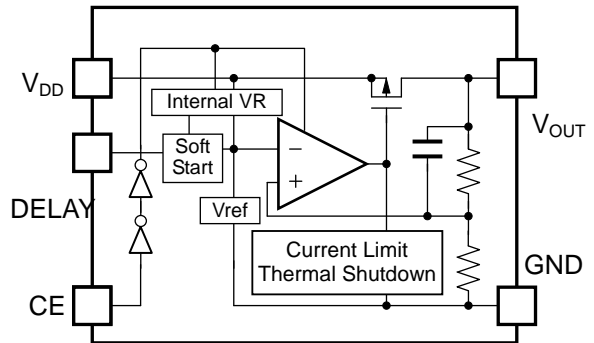 V_DD
Internal VR
Soft
Start
−
+
Vref
V_OUT
DELAY
Current Limit
Thermal Shutdown
GND
CE